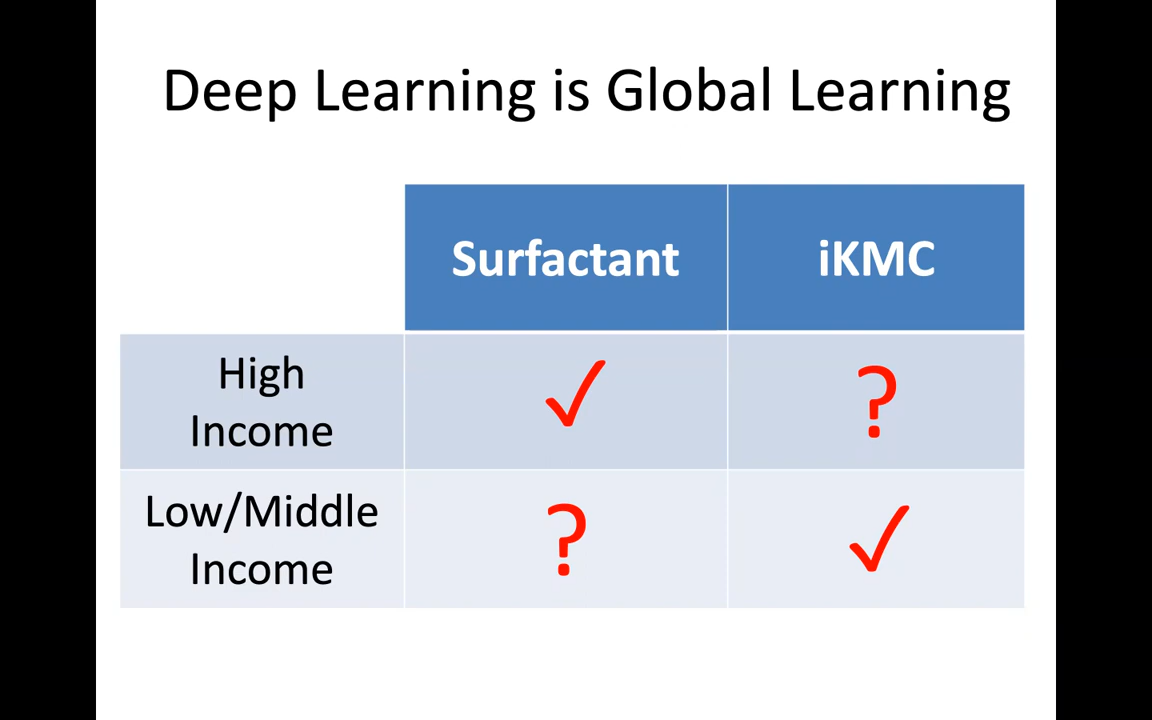 Deep Learning is Global Learning
Surfactant iKMC
High
Income
✓ ?
Low/Middle
Income
? ✓